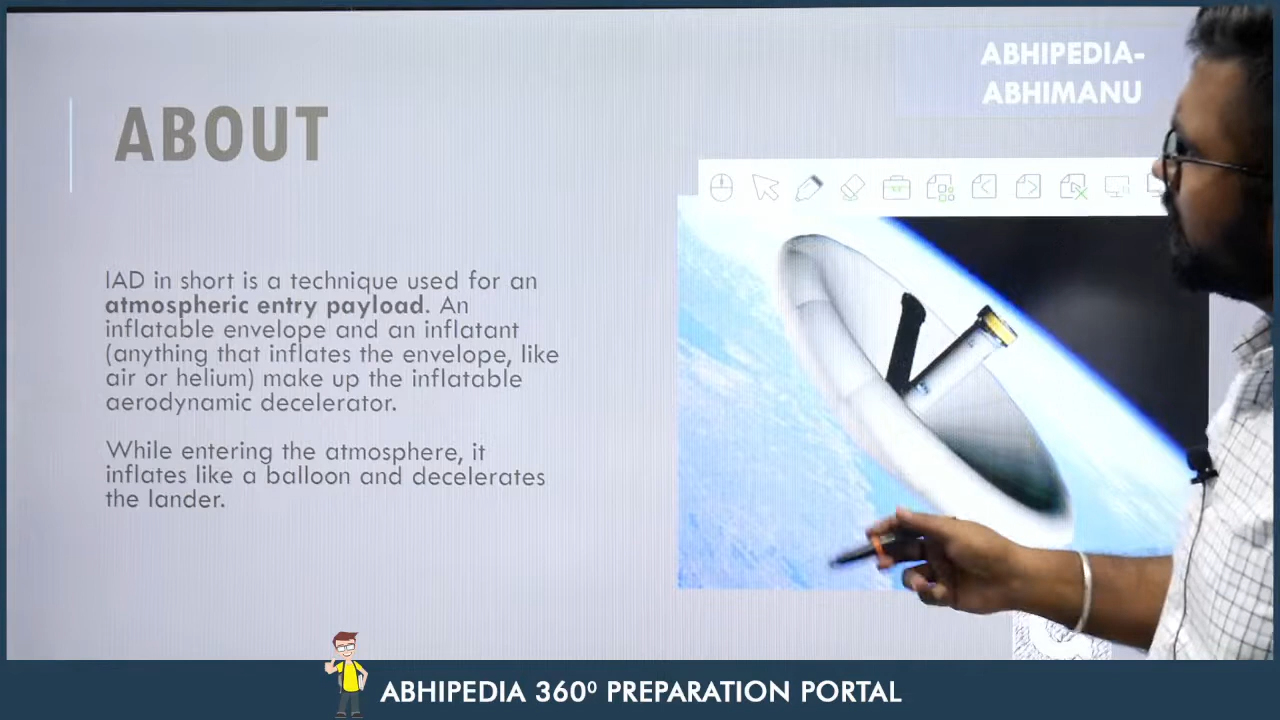 ABHIPEDIA-
ABHIMANU
ABOUT
IAD in short is a technique used for an
atmospheric entry payload. An
inflatable envelope and an inflatant
(anything that inflates the envelope, like
air or helium) make up the inflatable
aerodynamic decelerator.
While entering the atmosphere, it
inflates like a balloon and decelerates
the lander.
ABHIPEDIA 360⁰ PREPARATION PORTAL